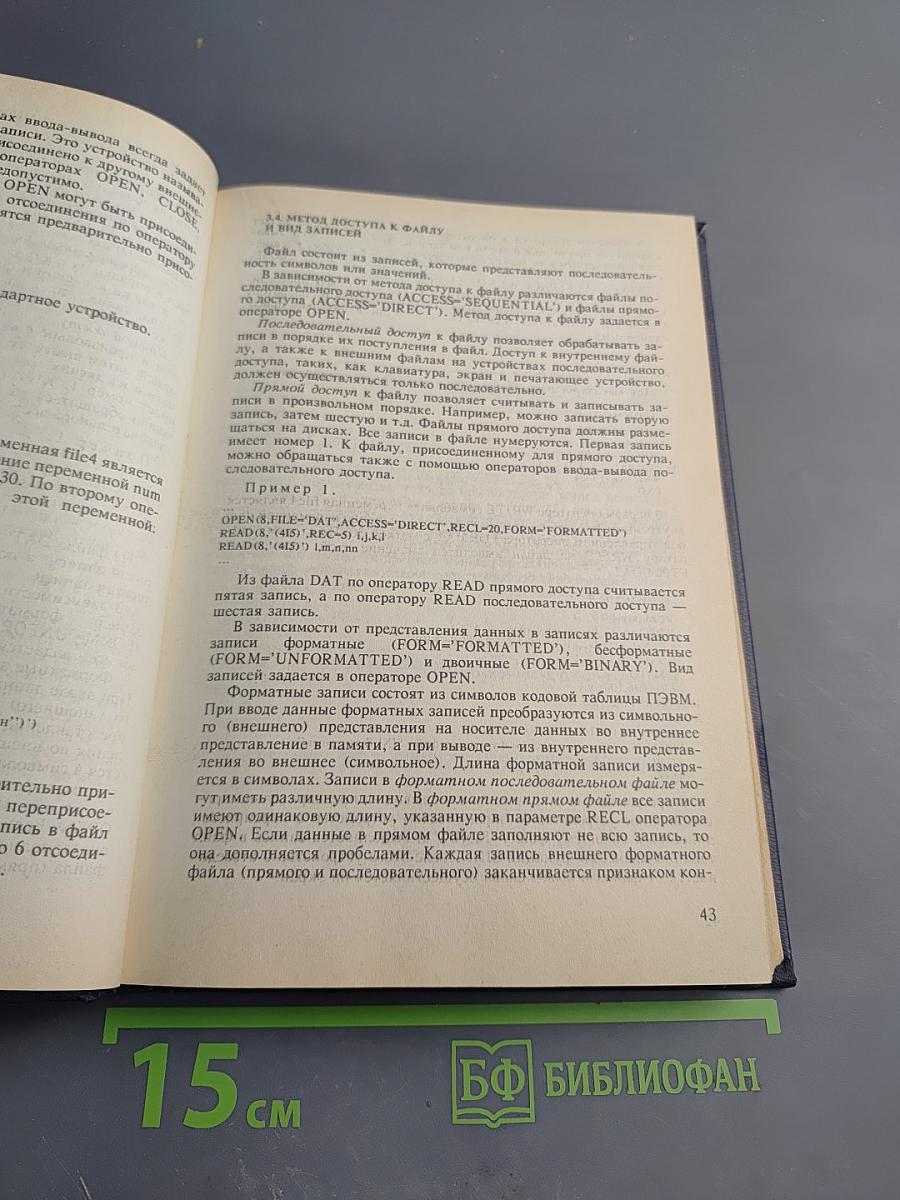 ах ввода-вывода всегда задает
аписи. Это устройство называ-
исоединено к другому внешне-
операторах OPEN, CLOSE,
едопустимо.
OPEN могут быть присоеди-
отсоединения по оператору
ятся предварительно присо-
дартное устройство.
менная file4 является
ние переменной num
30. По второму опе-
этой переменной:
н")')
рительно при-
переприсое-
пись в файл
о 6 отсоеди-
3.4. МЕТОД ДОСТУПА К ФАЙЛУ
И ВИД ЗАПИСЕЙ
Файл состоит из записей, которые представляют последователь-
ность символов или значений.
В зависимости от метода доступа к файлу различаются файлы по-
следовательного доступа (ACCESS='SEQUENTIAL') и файлы прямо-
го доступа (ACCESS='DIRECT'). Метод доступа к файлу задается в
операторе OPEN.
Последовательный доступ к файлу позволяет обрабатывать за-
писи в порядке их поступления в файл. Доступ к внутреннему фай-
лу, а также к внешним файлам на устройствах последовательного
доступа, таких, как клавиатура, экран и печатающее устройство,
должен осуществляться только последовательно.
Прямой доступ к файлу позволяет считывать и записывать за-
писи в произвольном порядке. Например, можно записать вторую
запись, затем шестую и т.д. Файлы прямого доступа должны разме-
щаться на дисках. Все записи в файле нумеруются. Первая запись
имеет номер 1. К файлу, присоединенному для прямого доступа,
можно обращаться также с помощью операторов ввода-вывода по-
следовательного доступа.
Пример 1.
...
OPEN(8,FILE='DAT',ACCESS='DIRECT',RECL=20,FORM='FORMATTED')
READ(8,'(4I5)',REC=5) i,j,k,l
READ(8,'(4I5)') l,m,n,nn
...
Из файла DAT по оператору READ прямого доступа считывается
пятая запись, а по оператору READ последовательного доступа —
шестая запись.
В зависимости от представления данных в записях различаются
записи форматные (FORM='FORMATTED'), бесформатные
(FORM='UNFORMATTED') и двоичные (FORM='BINARY'). Вид
записей задается в операторе OPEN.
Форматные записи состоят из символов кодовой таблицы ПЭВМ.
При вводе данные форматных записей преобразуются из символьно-
го (внешнего) представления на носителе данных во внутреннее
представление в памяти, а при выводе — из внутреннего представ-
ления во внешнее (символьное). Длина форматной записи измеря-
ется в символах. Записи в форматном последовательном файле мо-
гут иметь различную длину. В форматном прямом файле все записи
имеют одинаковую длину, указанную в параметре RECL оператора
OPEN. Если данные в прямом файле заполняют не всю запись, то
она дополняется пробелами. Каждая запись внешнего форматного
файла (прямого и последовательного) заканчивается признаком кон-
43
15 см
БФ БИБЛИОФАН